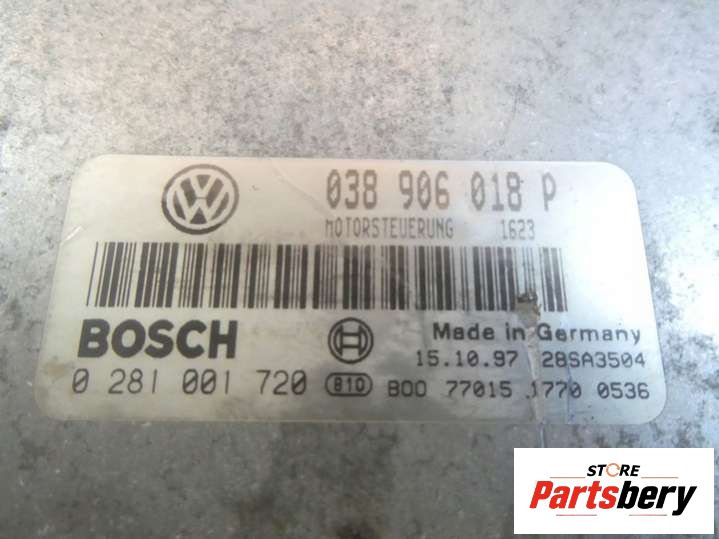 038 906 018 P
MOTORSTEUERUNG 1623
BOSCH
Made in Germany
15.10.97 28SA3504
0 281 001 720 B10 B00 77015 1770 0536
STORE
Partsbery